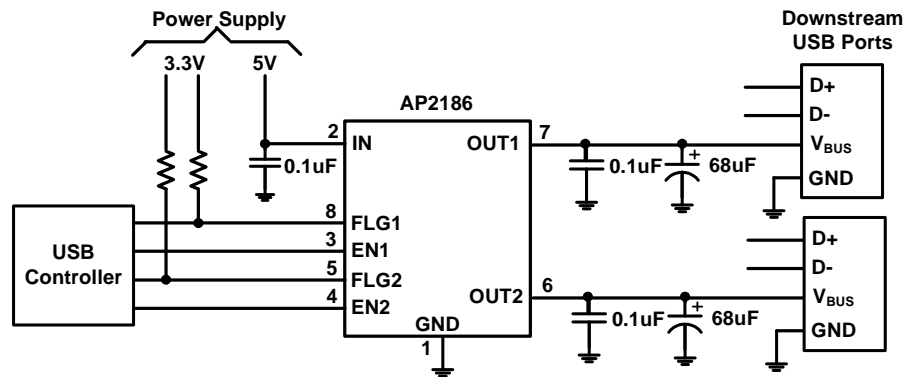 Power Supply
Downstream
USB Ports
3.3V
5V
AP2186
D+
D-
VBUS
GND
2
IN
OUT1
7
0.1uF
0.1uF
+
68uF
8
FLG1
3
EN1
5
FLG2
4
EN2
USB
Controller
OUT2
6
0.1uF
+
68uF
GND
1
D+
D-
VBUS
GND